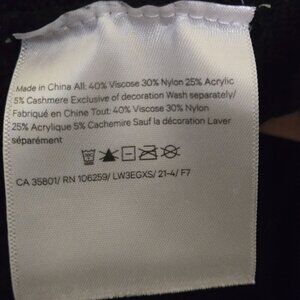 Made in China All: 40% Viscose 30% Nylon 25% Acrylic
5% Cashmere Exclusive of decoration Wash separately/
Fabriqué en Chine Tout: 40% Viscose 30% Nylon
25% Acrylique 5% Cachemire Sauf la décoration Laver
séparément
CA 35801/ RN 106259/ LW3EGXS/ 21-4/ F7